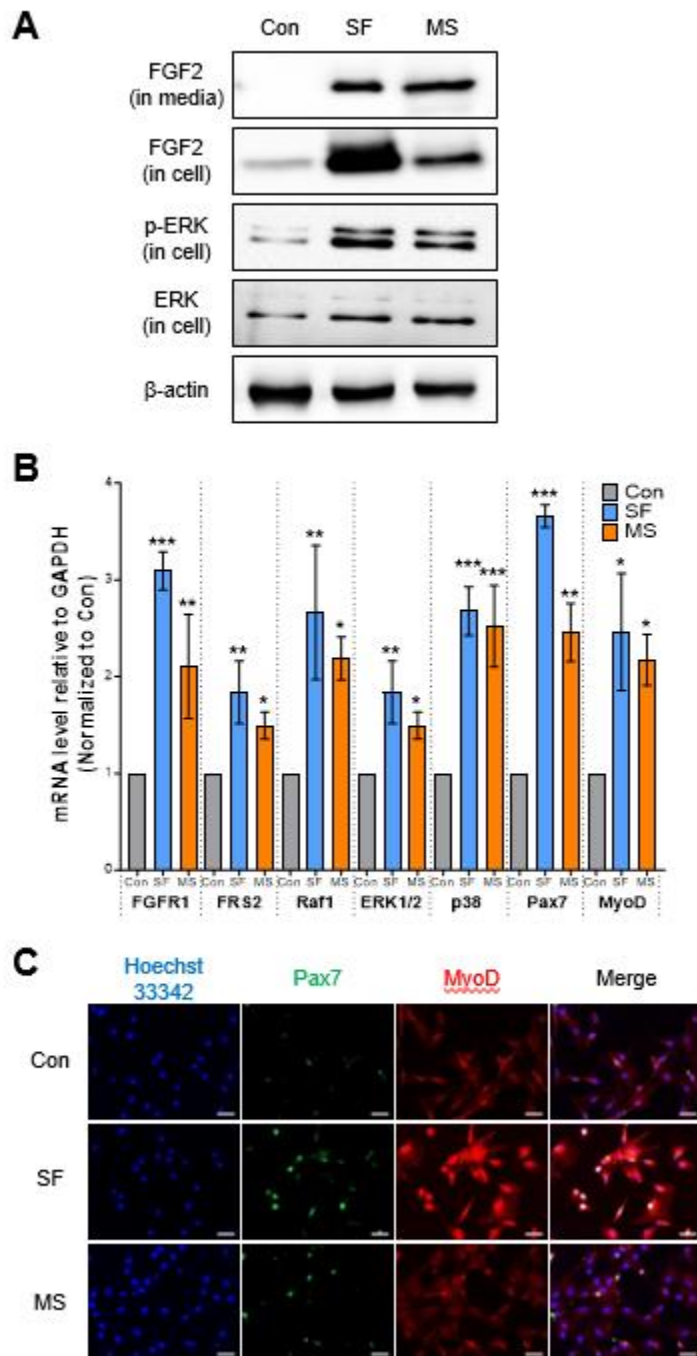 A
Con SF MS
FGF2
(in media)
FGF2
(in cell)
p-ERK
(in cell)
ERK
(in cell)
β-actin
B
mRNA level relative to GAPDH
(Normalized to Con)
4
3
2
1
0
Con
SF
MS
*** ** ** * ** * ** * *** *** *** ** * *
Con SF MS Con SF MS Con SF MS Con SF MS Con SF MS Con SF MS Con SF MS
FGFR1 FRS2 Raf1 ERK1/2 p38 Pax7 MyoD
C
Hoechst
33342
Pax7 MyoD Merge
Con
SF
MS